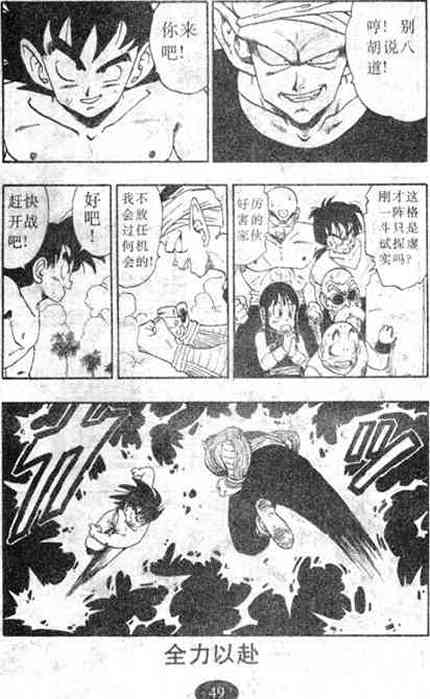 哼！别
胡说八
道！
你来
吧！
刚才这
一阵格
斗只是
试探虚
实吗？
好厉
害的
家伙
我不
会放
过任
何机
会的！
好
吧！
赶快
开战
吧！
全力以赴
49